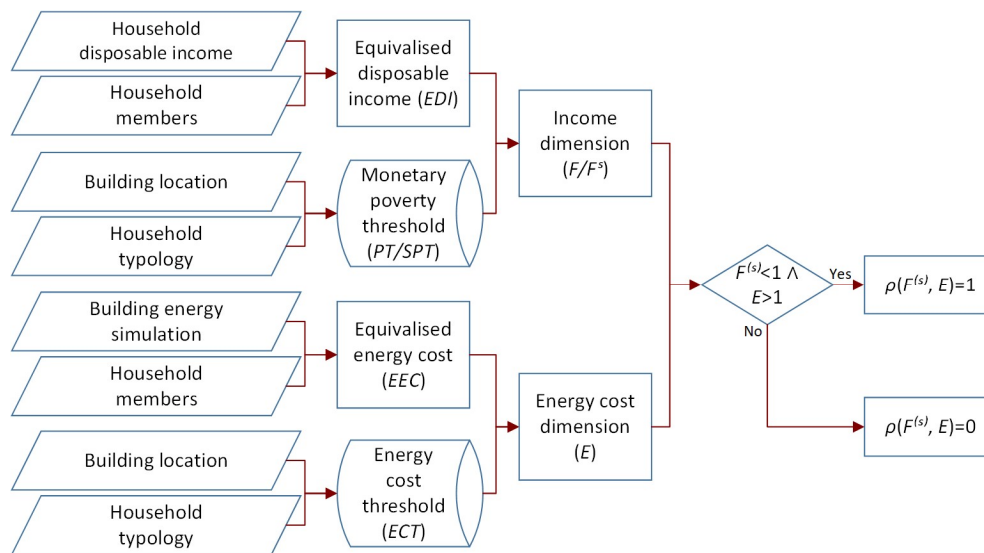 Household
disposable income
Household
members
Equivalised
disposable
income (EDI)
Building location
Household
typology
Monetary
poverty
threshold
(PT/SPT)
Income
dimension
(F/Fˢ)
Building energy
simulation
Household
members
Equivalised
energy cost
(EEC)
Building location
Household
typology
Energy
cost
threshold
(ECT)
Energy cost
dimension
(E)
F⁽ˢ⁾<1 ∧
E>1
Yes
No
ρ(F⁽ˢ⁾, E)=1
ρ(F⁽ˢ⁾, E)=0